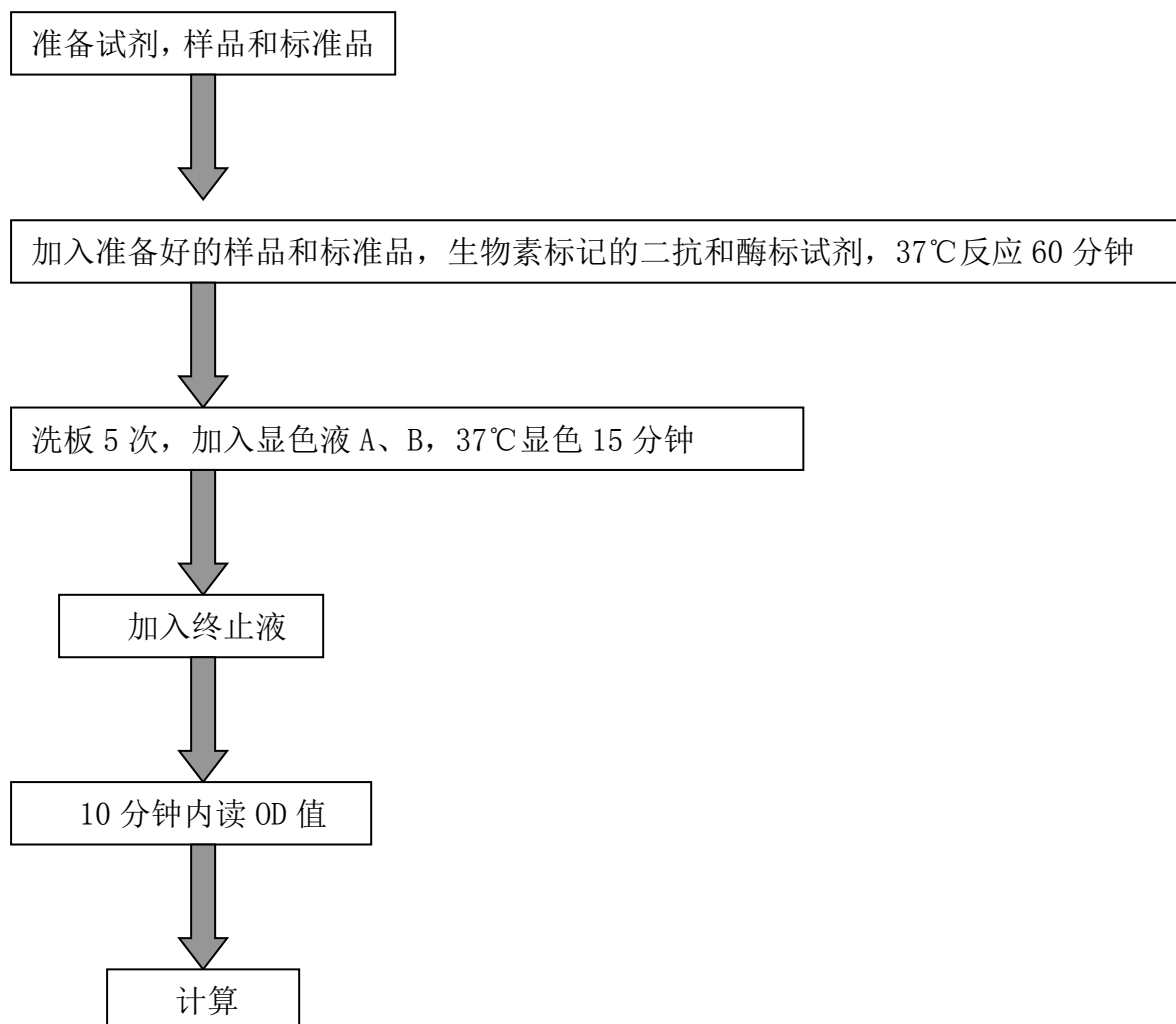 准备试剂，样品和标准品
加入准备好的样品和标准品，生物素标记的二抗和酶标试剂，37℃反应 60 分钟
洗板 5 次，加入显色液 A、B，37℃显色 15 分钟
加入终止液
10 分钟内读 OD 值
计算